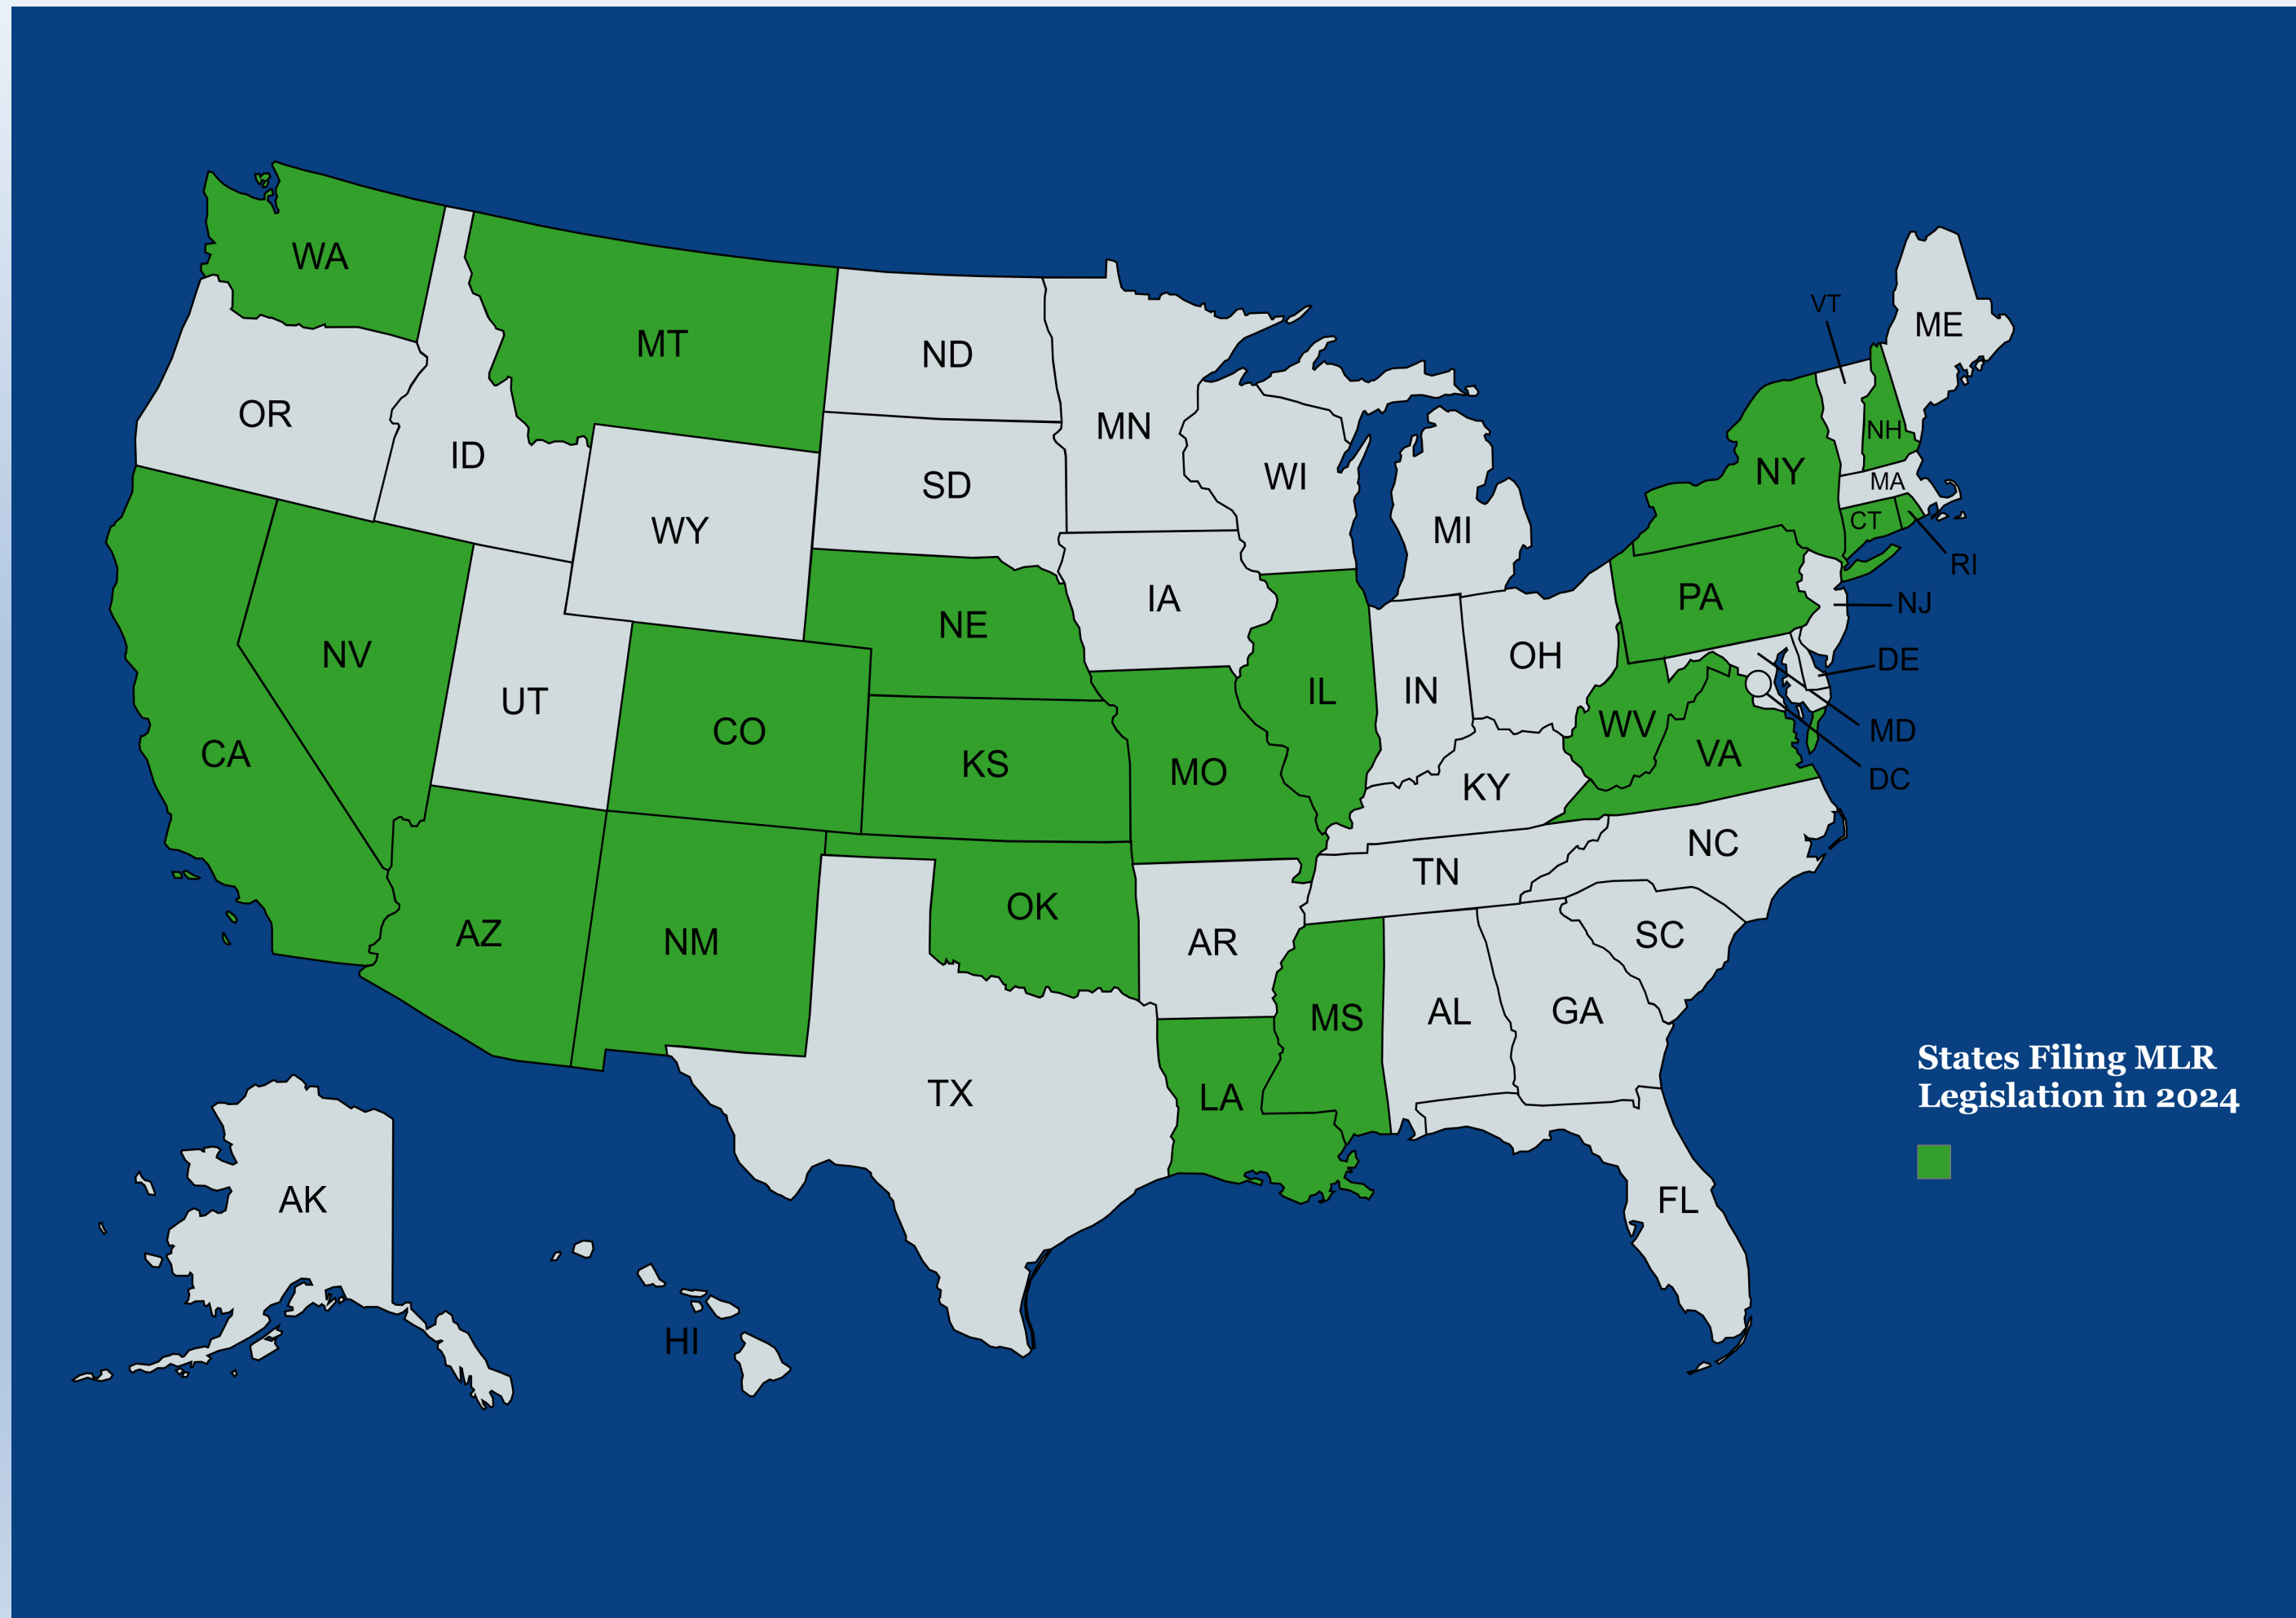 WA
MT
ND
MN
VT
ME
OR
ID
SD
WI
MI
NY
NH
MA
CT
RI
WY
IA
PA
NJ
NV
NE
IL
IN
OH
DE
UT
CO
KS
MO
WV
VA
MD
DC
CA
KY
NC
AZ
NM
OK
AR
TN
SC
MS
AL
GA
TX
LA
States Filing MLR
Legislation in 2024
AK
HI
FL